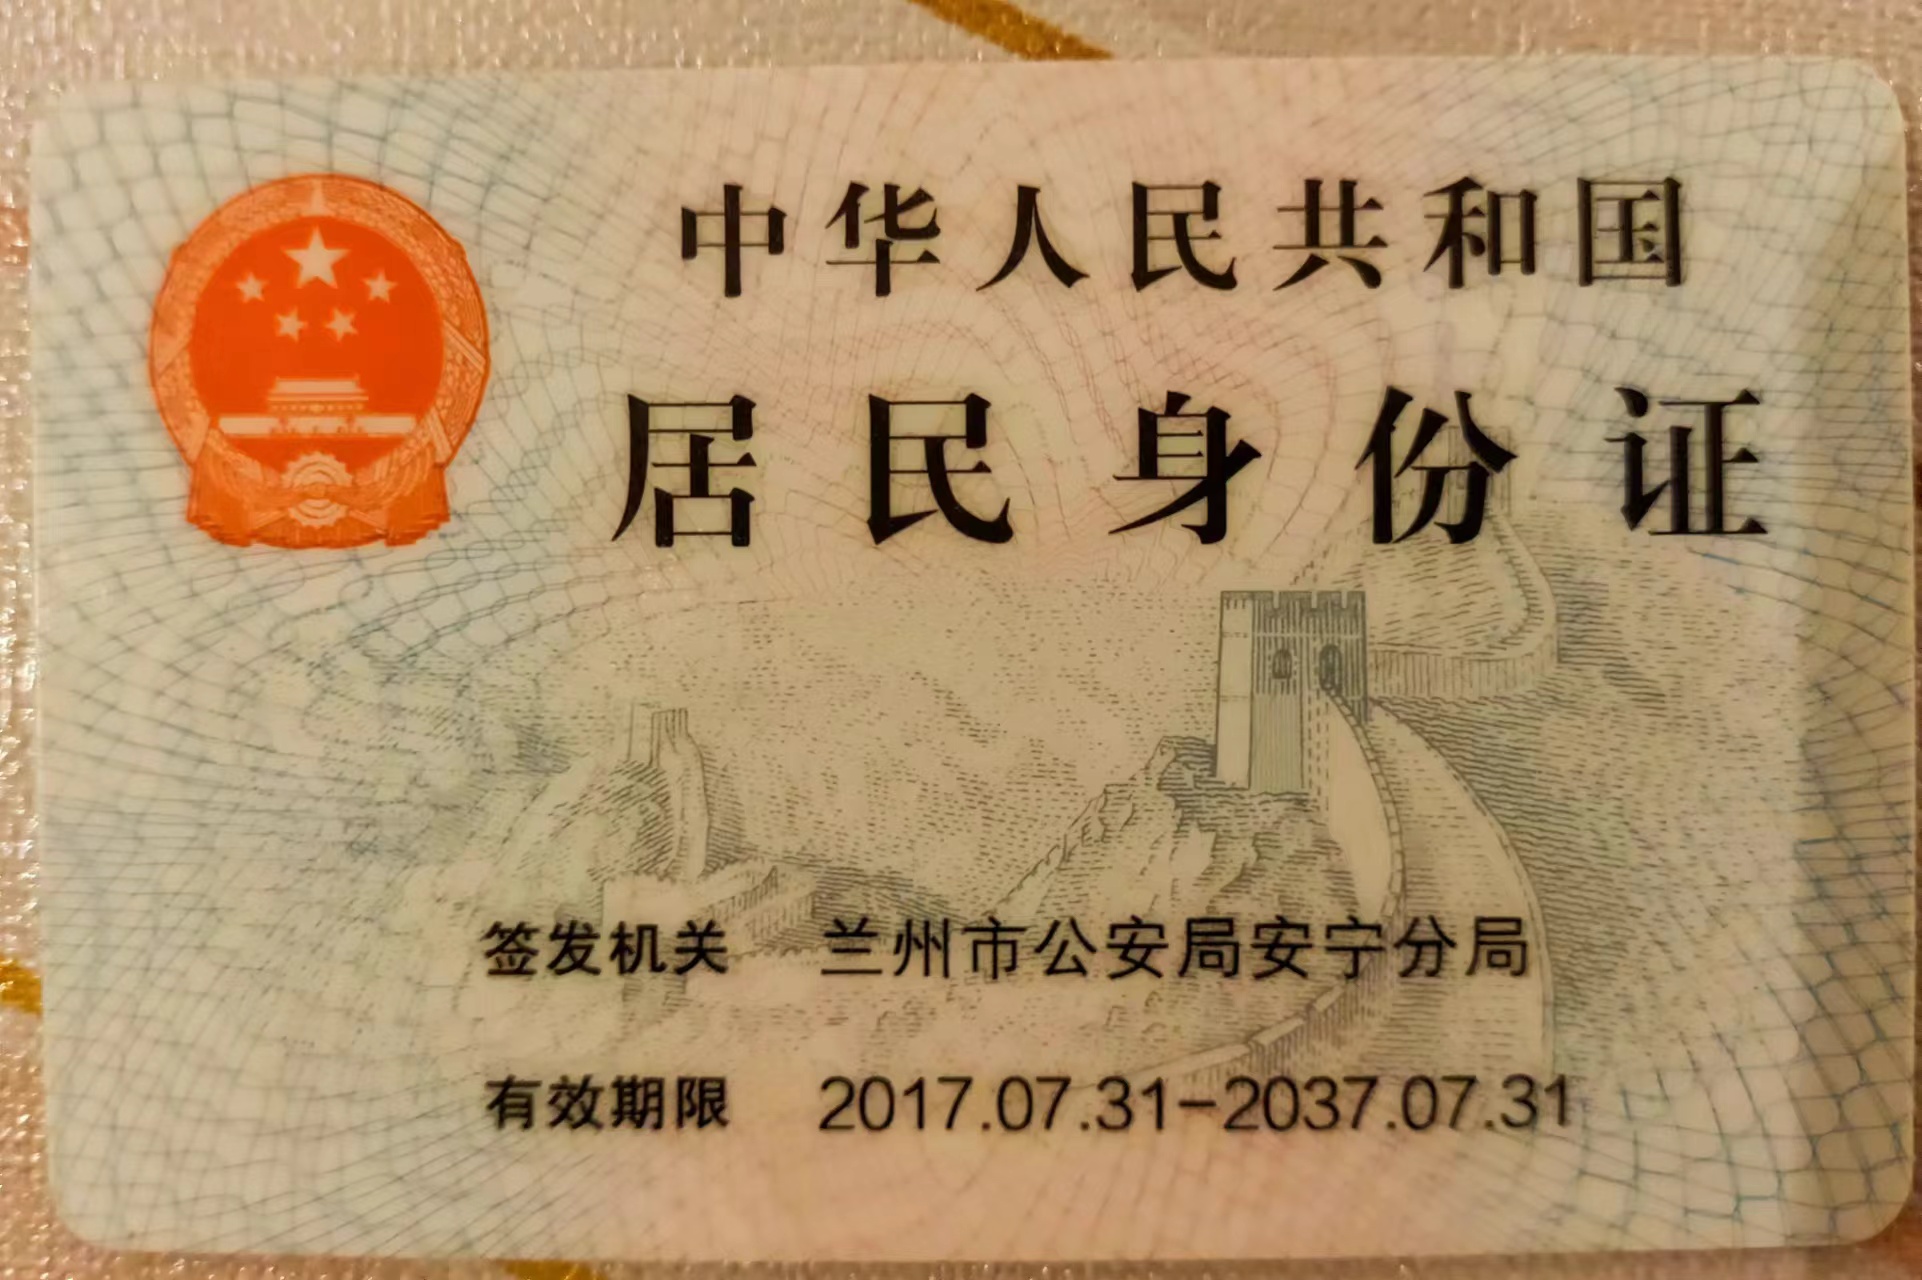 中华人民共和国
居民身份证
签发机关 兰州市公安局安宁分局
有效期限 2017.07.31-2037.07.31